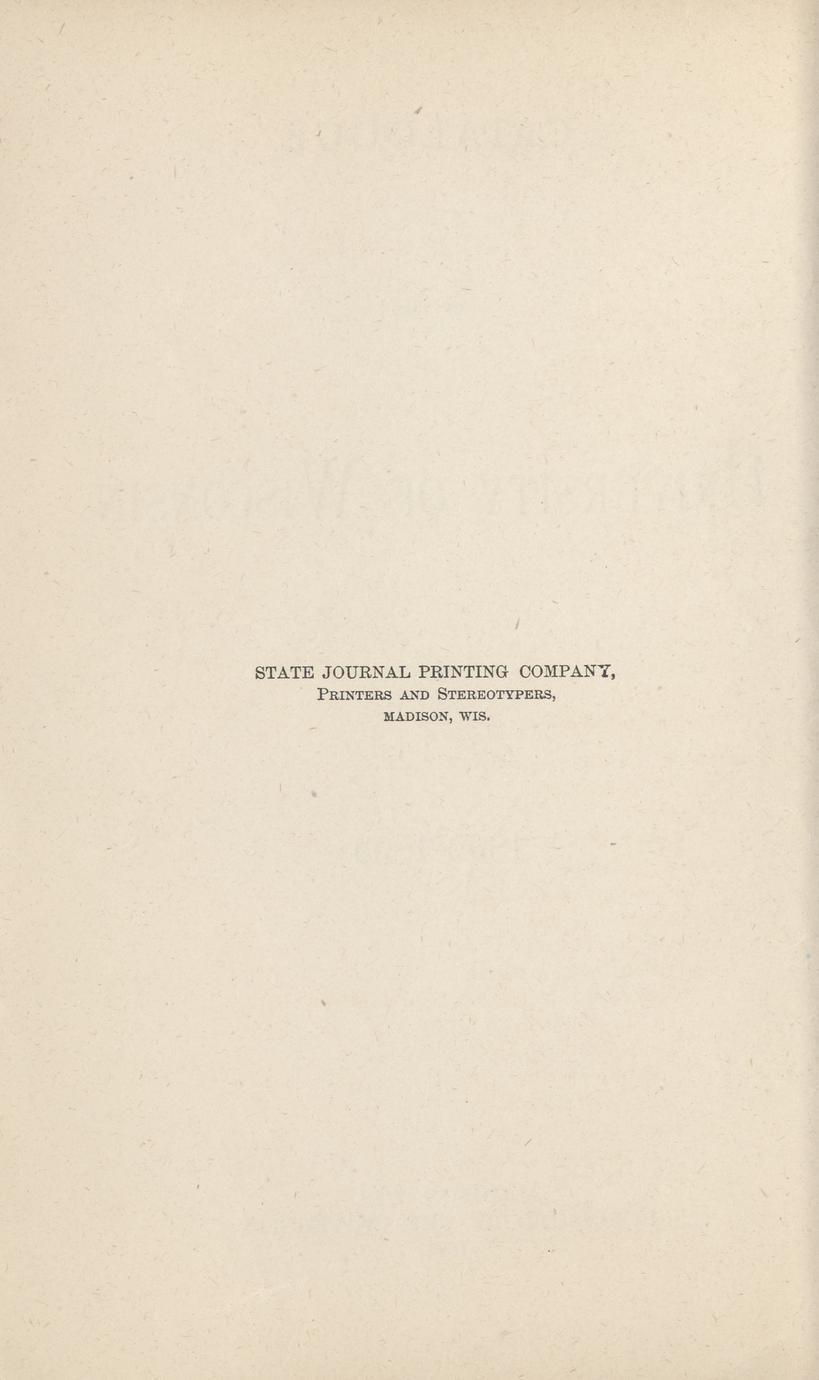 STATE JOURNAL PRINTING COMPANY,
PRINTERS AND STEREOTYPERS,
MADISON, WIS.